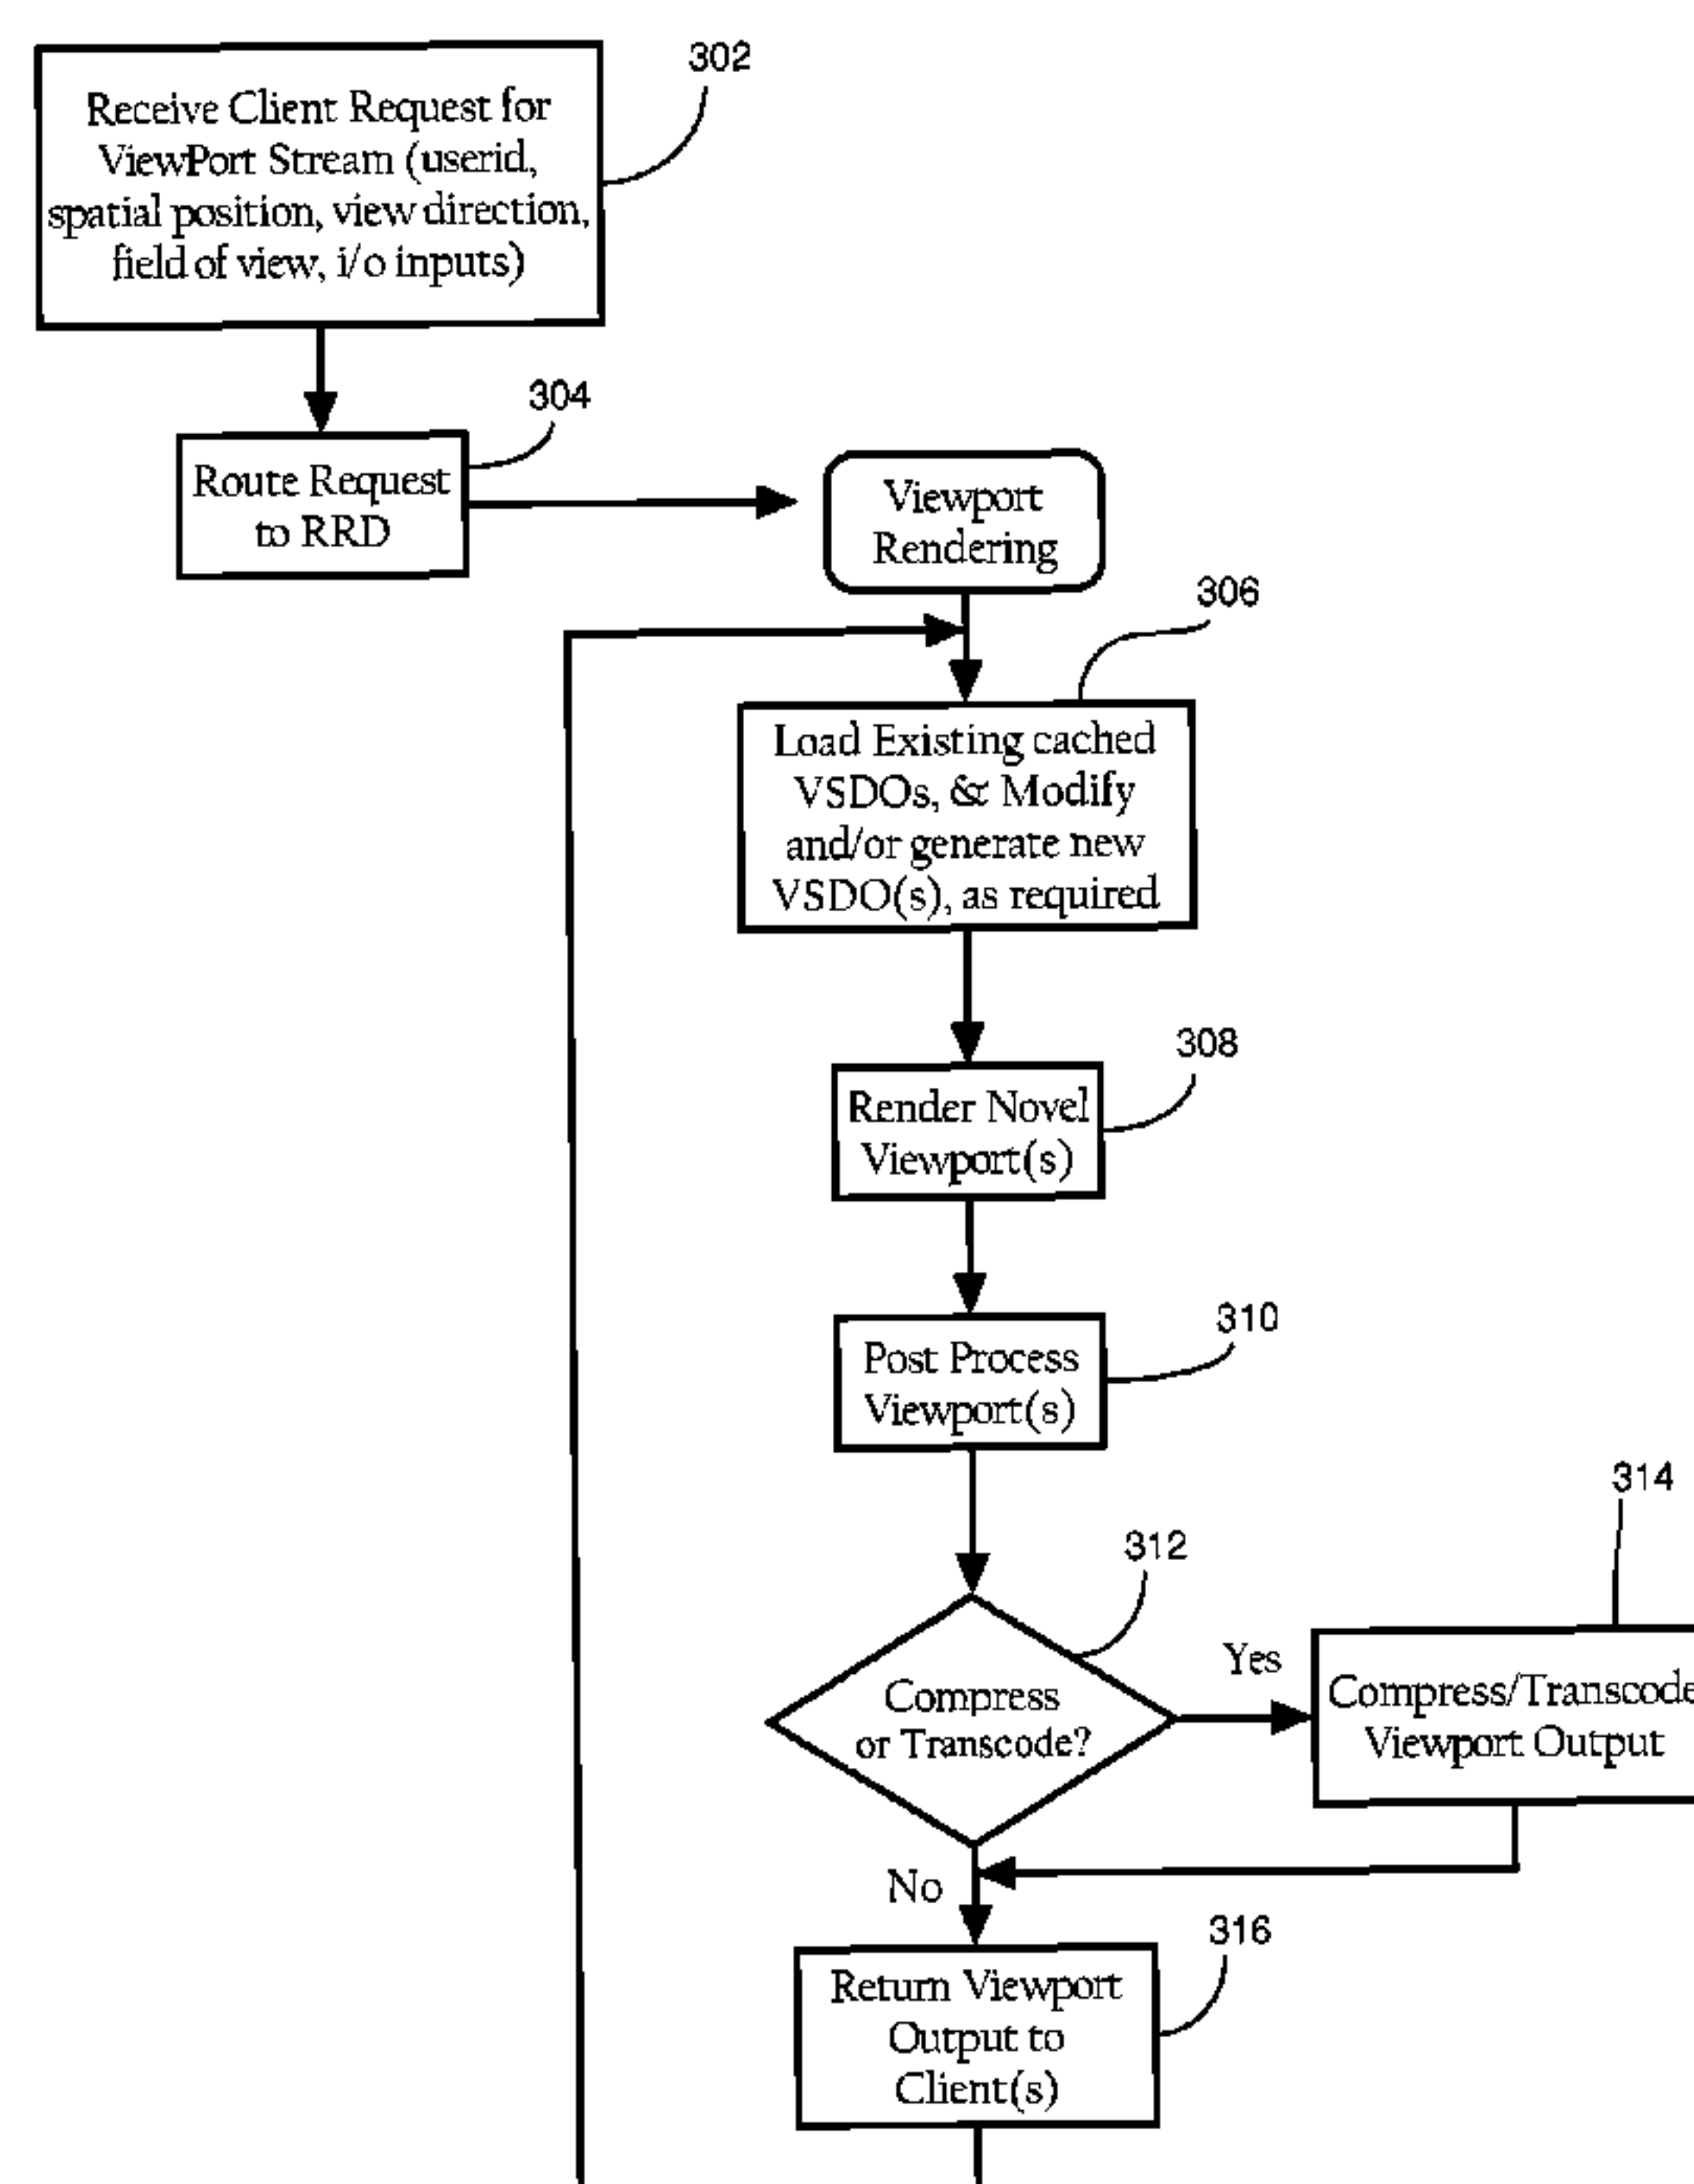 302
Receive Client Request for
ViewPort Stream (userid,
spatial position, view direction,
field of view, i/o inputs)
304
Route Request
to RRD
Viewport
Rendering
306
Load Existing cached
VSDOs, & Modify
and/or generate new
VSDO(s), as required
308
Render Novel
Viewport(s)
310
Post Process
Viewport(s)
312
Compress
or Transcode?
Yes
314
Compress/Transcode
Viewport Output
No
316
Return Viewport
Output to
Client(s)